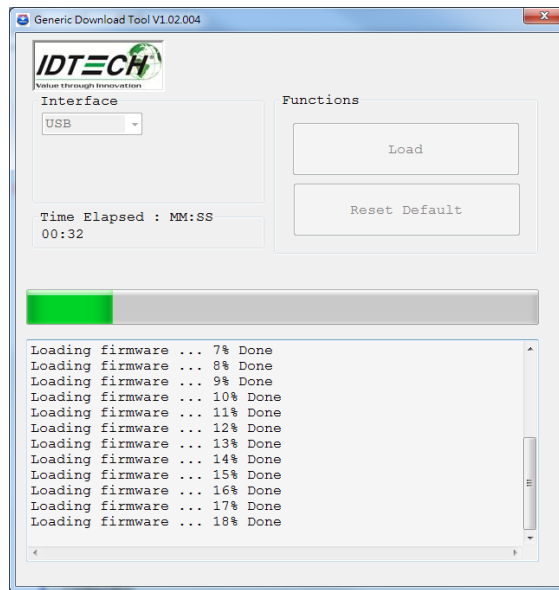 Generic Download Tool V1.02.004
IDTECH
Value through Innovation
Interface
USB
Functions
Load
Reset Default
Time Elapsed : MM:SS
00:32
Loading firmware ... 7% Done
Loading firmware ... 8% Done
Loading firmware ... 9% Done
Loading firmware ... 10% Done
Loading firmware ... 11% Done
Loading firmware ... 12% Done
Loading firmware ... 13% Done
Loading firmware ... 14% Done
Loading firmware ... 15% Done
Loading firmware ... 16% Done
Loading firmware ... 17% Done
Loading firmware ... 18% Done